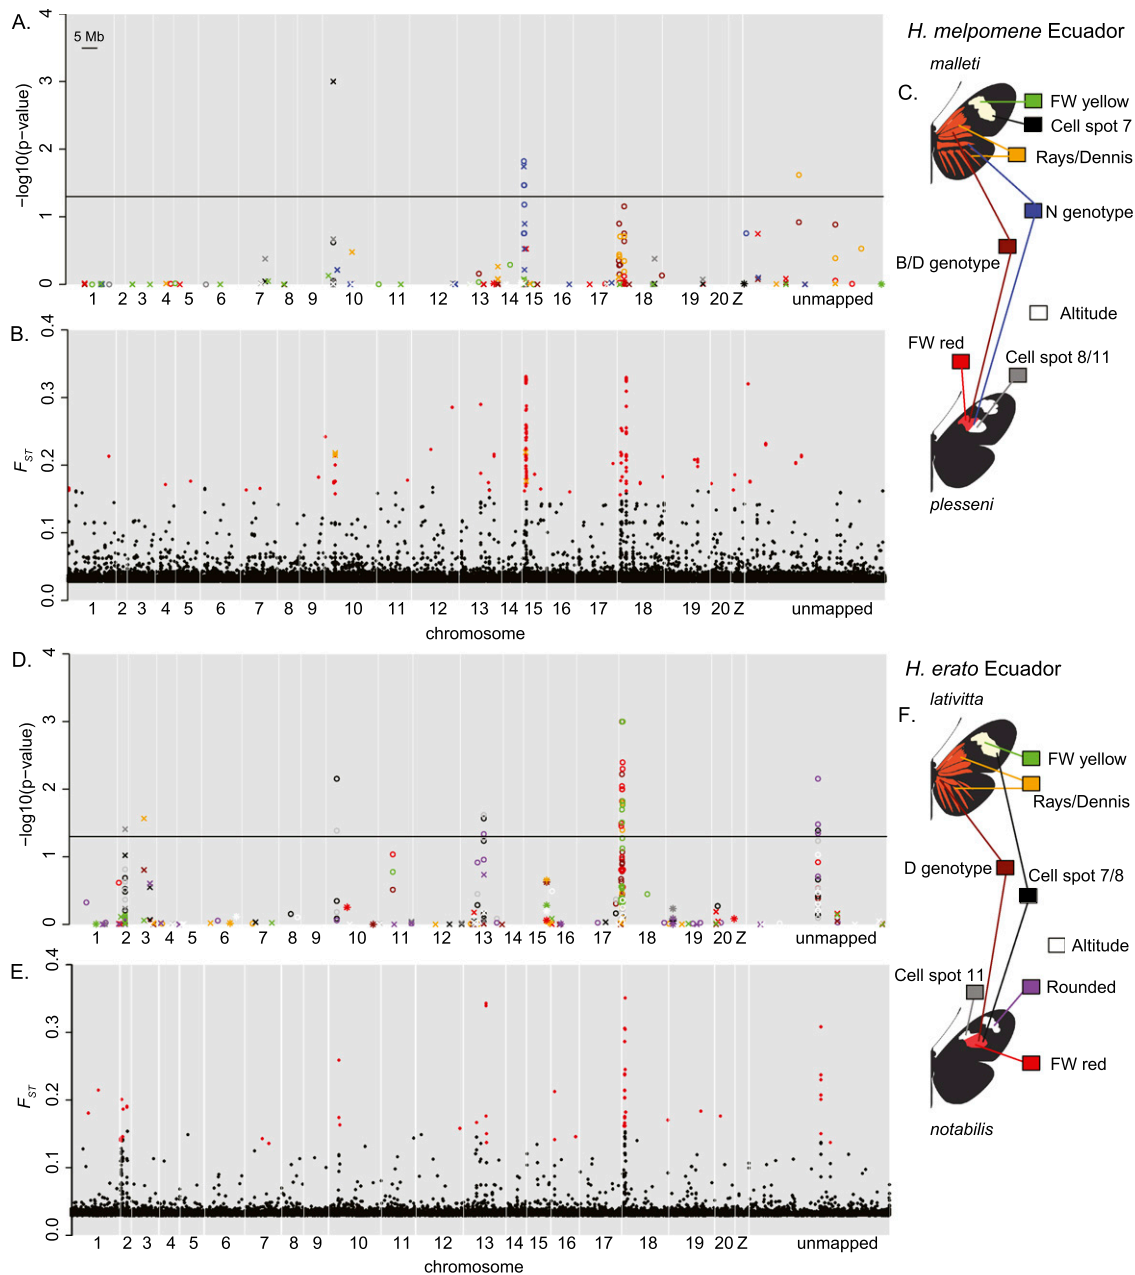 A.
4
3
2
1
0
−log10(p−value)
5 Mb
1 2 3 4 5 6 7 8 9 10 11 12 13 14 15 16 17 18 19 20 Z unmapped
H. melpomene Ecuador
malleti
C.
FW yellow
Cell spot 7
Rays/Dennis
N genotype
B/D genotype
Altitude
FW red
Cell spot 8/11
plesseni
B.
0.4
0.3
0.2
0.1
0.0
FST
1 2 3 4 5 6 7 8 9 10 11 12 13 14 15 16 17 18 19 20 Z unmapped
chromosome
D.
4
3
2
1
0
−log10(p−value)
1 2 3 4 5 6 7 8 9 10 11 12 13 14 15 16 17 18 19 20 Z unmapped
H. erato Ecuador
lativitta
F.
FW yellow
Rays/Dennis
D genotype
Cell spot 7/8
Altitude
Cell spot 11
Rounded
FW red
notabilis
E.
0.4
0.3
0.2
0.1
0.0
FST
1 2 3 4 5 6 7 8 9 10 11 12 13 14 15 16 17 18 19 20 Z unmapped
chromosome